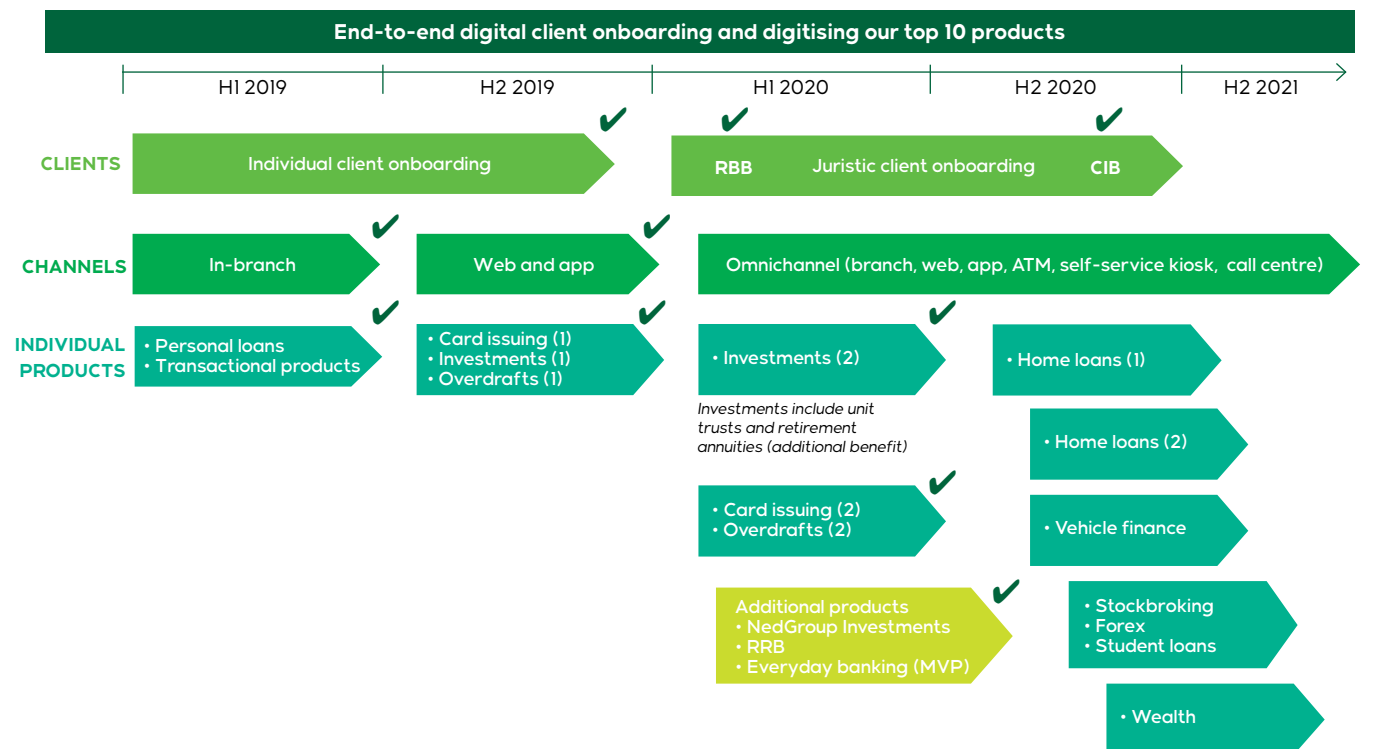 End-to-end digital client onboarding and digitising our top 10 products
H1 2019
H2 2019
H1 2020
H2 2020
H2 2021
CLIENTS
Individual client onboarding
RBB
Juristic client onboarding
CIB
CHANNELS
In-branch
Web and app
Omnichannel (branch, web, app, ATM, self-service kiosk, call centre)
INDIVIDUAL
PRODUCTS
• Personal loans
• Transactional products
• Card issuing (1)
• Investments (1)
• Overdrafts (1)
• Investments (2)
Investments include unit
trusts and retirement
annuities (additional benefit)
• Card issuing (2)
• Overdrafts (2)
Additional products
• NedGroup Investments
• RRB
• Everyday banking (MVP)
• Home loans (1)
• Home loans (2)
• Vehicle finance
• Stockbroking
• Forex
• Student loans
• Wealth